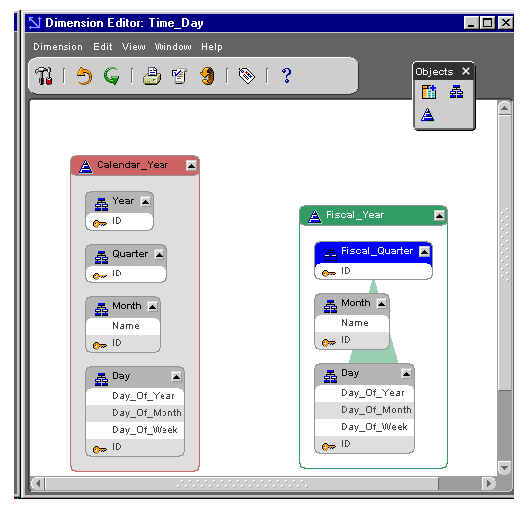 Dimension Editor: Time_Day
Dimension Edit View Window Help
Objects
Calendar_Year
Year
ID
Quarter
ID
Month
Name
ID
Day
Day_Of_Year
Day_Of_Month
Day_Of_Week
ID
Fiscal_Year
Fiscal_Quarter
ID
Month
Name
ID
Day
Day_Of_Year
Day_Of_Month
Day_Of_Week
ID